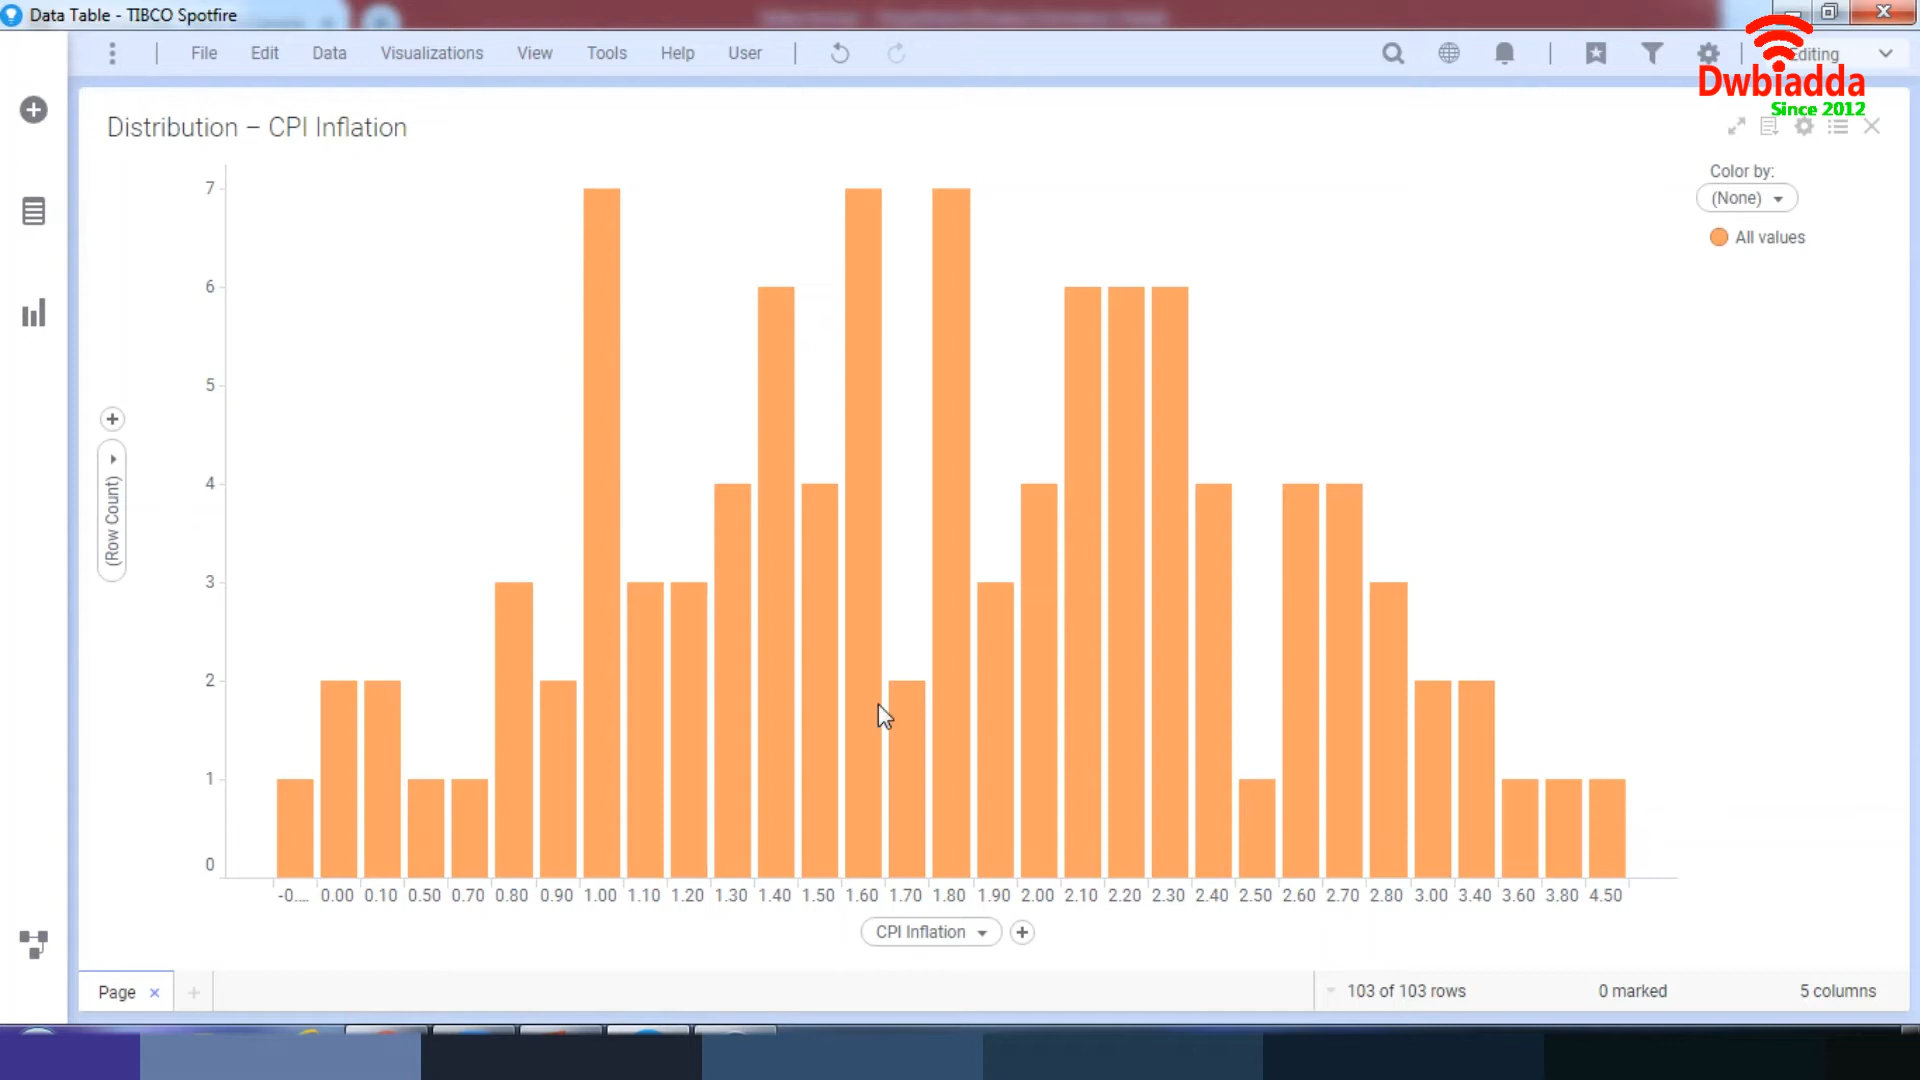 Data Table - TIBCO Spotfire
File Edit Data Visualizations View Tools Help User
Editing
Dwbiadda
Since 2012
Distribution – CPI Inflation
Color by:
(None)
All values
7
6
5
4
3
2
1
0
(Row Count)
-0.... 0.00 0.10 0.50 0.70 0.80 0.90 1.00 1.10 1.20 1.30 1.40 1.50 1.60 1.70 1.80 1.90 2.00 2.10 2.20 2.30 2.40 2.50 2.60 2.70 2.80 3.00 3.40 3.60 3.80 4.50
CPI Inflation
Page
103 of 103 rows
0 marked
5 columns